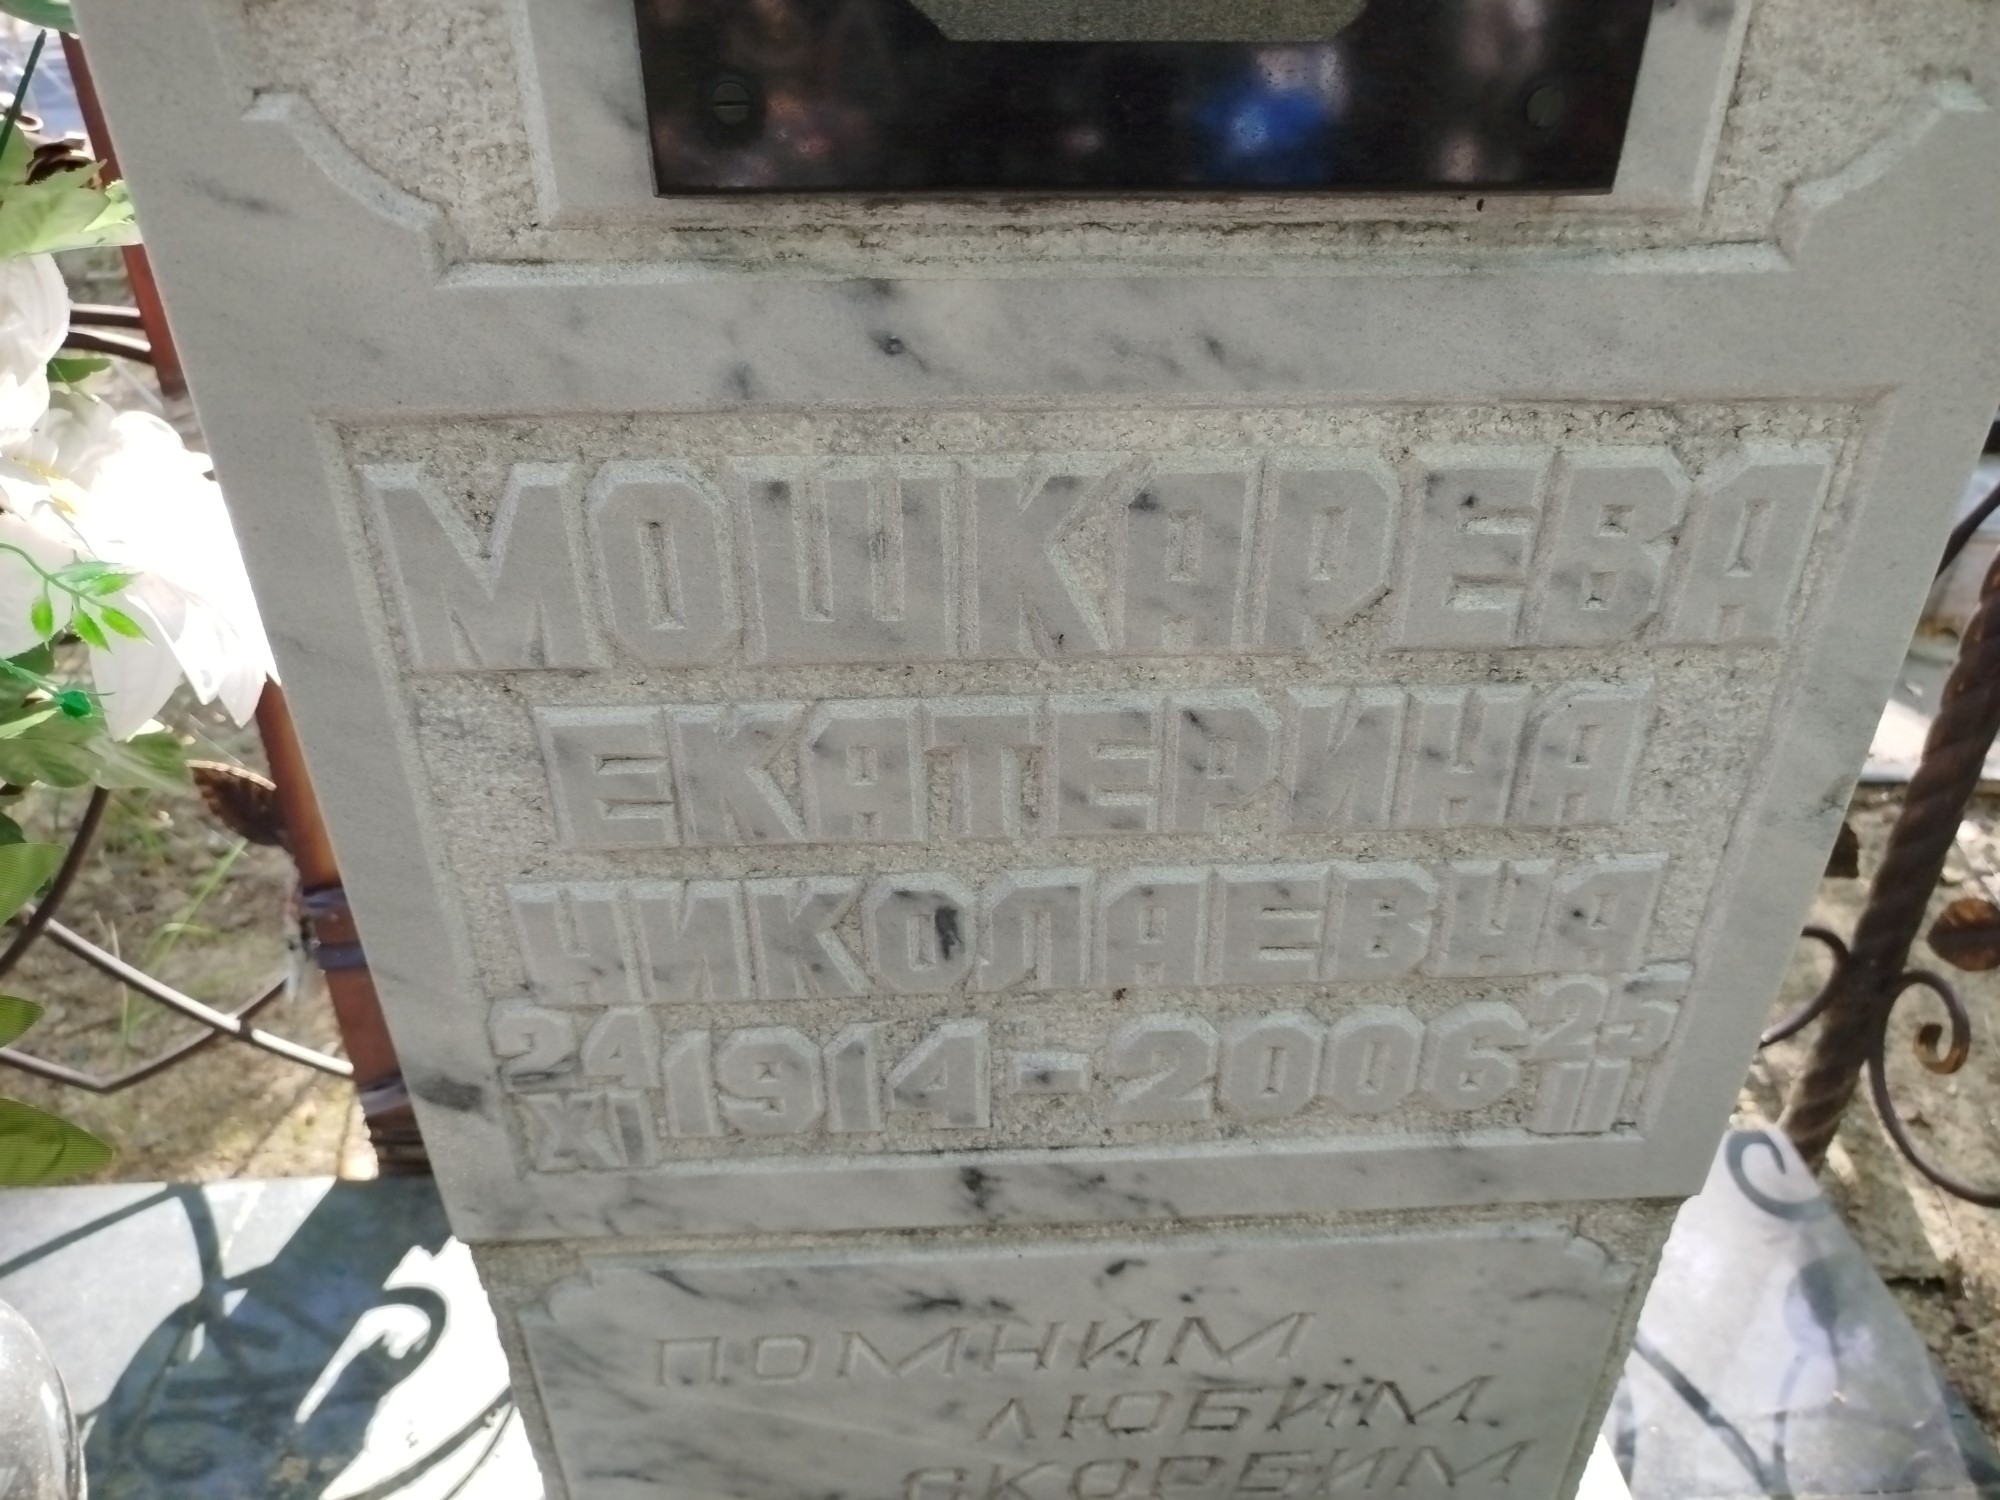 МОШКАРЕВА
ЕКАТЕРИНА
НИКОЛАЕВНА
24 XI 1914-2006 25 II
ПОМНИМ
ЛЮБИМ
СКОРБИМ